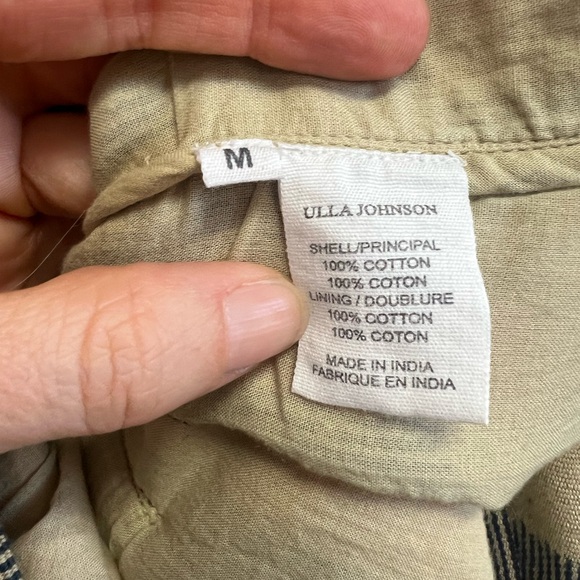 M
ULLA JOHNSON
SHELL/PRINCIPAL
100% COTTON
100% COTON
LINING / DOUBLURE
100% COTTON
100% COTON
MADE IN INDIA
FABRIQUE EN INDIA